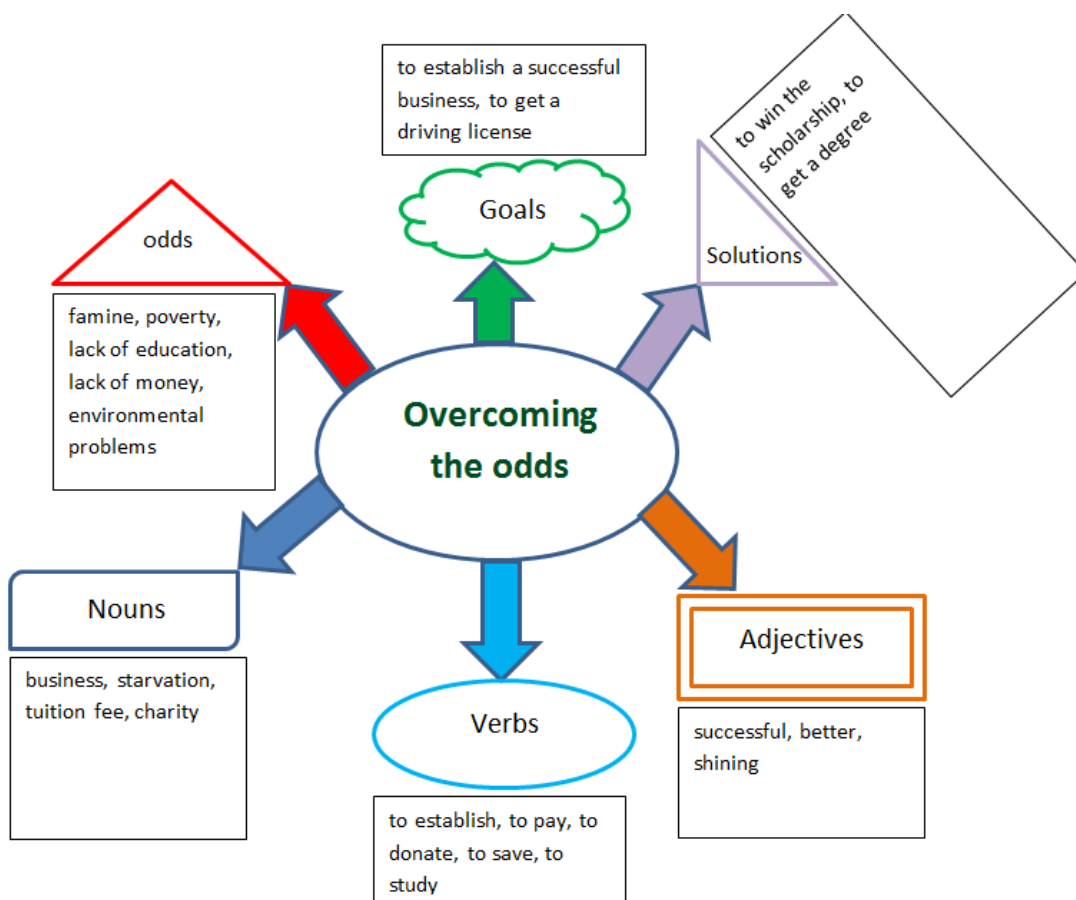 to establish a successful
business, to get a
driving license
Goals
to win the
scholarship, to
get a degree
Solutions
odds
famine, poverty,
lack of education,
lack of money,
environmental
problems
Overcoming
the odds
Nouns
business, starvation,
tuition fee, charity
Verbs
to establish, to pay, to
donate, to save, to
study
Adjectives
successful, better,
shining